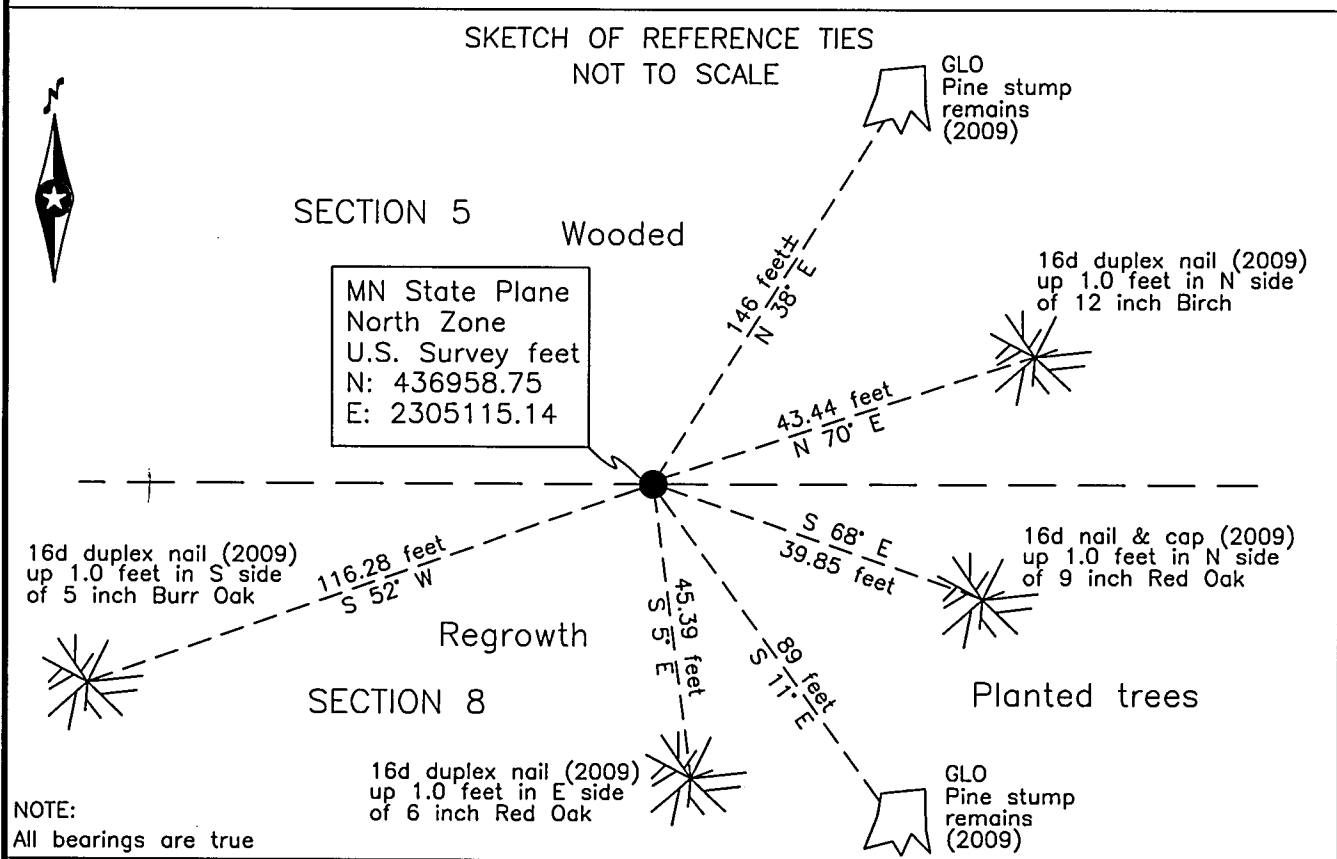 SKETCH OF REFERENCE TIES
NOT TO SCALE
N
GLO
Pine stump
remains
(2009)
SECTION 5
Wooded
146 feet±
N 38° E
16d duplex nail (2009)
up 1.0 feet in N side
of 12 inch Birch
MN State Plane
North Zone
U.S. Survey feet
N: 436958.75
E: 2305115.14
43.44 feet
N 70° E
S 68° E
39.85 feet
16d nail & cap (2009)
up 1.0 feet in N side
of 9 inch Red Oak
16d duplex nail (2009)
up 1.0 feet in S side
of 5 inch Burr Oak
116.28 feet
S 52° W
45.39 feet
S 5° E
89 feet
S 11° E
Regrowth
SECTION 8
Planted trees
16d duplex nail (2009)
up 1.0 feet in E side
of 6 inch Red Oak
GLO
Pine stump
remains
(2009)
NOTE:
All bearings are true